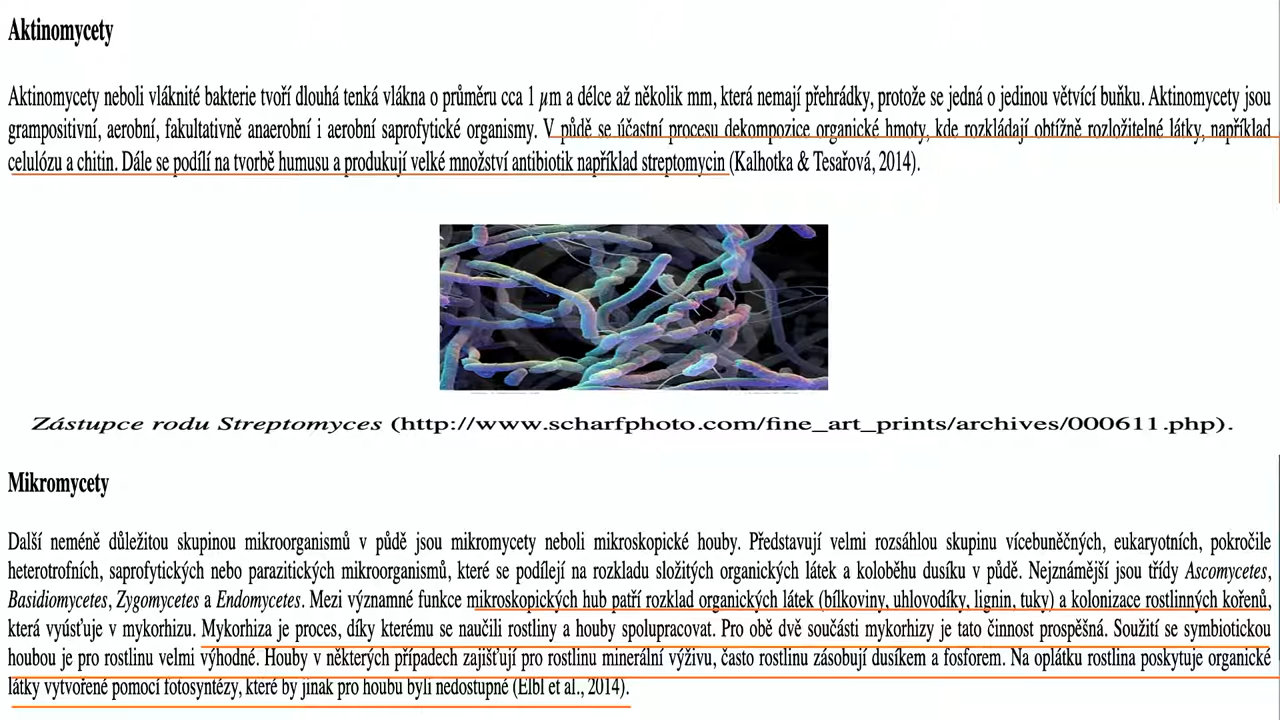 Aktinomycety
Aktinomycety neboli vláknité bakterie tvoří dlouhá tenká vlákna o průměru cca 1 µm a délce až několik mm, která nemají přehrádky, protože se jedná o jedinou větvící buňku. Aktinomycety jsou
grampositivní, aerobní, fakultativně anaerobní i aerobní saprofytické organismy. V půdě se účastní procesu dekompozice organické hmoty, kde rozkládají obtížně rozložitelné látky, například
celulózu a chitin. Dále se podílí na tvorbě humusu a produkují velké množství antibiotik například streptomycin (Kalhotka & Tesařová, 2014).
Zástupce rodu Streptomyces (http://www.scharfphoto.com/fine_art_prints/archives/000611.php).
Mikromycety
Další neméně důležitou skupinou mikroorganismů v půdě jsou mikromycety neboli mikroskopické houby. Představují velmi rozsáhlou skupinu vícebuněčných, eukaryotních, pokročile
heterotrofních, saprofytických nebo parazitických mikroorganismů, které se podílejí na rozkladu složitých organických látek a koloběhu dusíku v půdě. Nejznámější jsou třídy Ascomycetes,
Basidiomycetes, Zygomycetes a Endomycetes. Mezi významné funkce mikroskopických hub patří rozklad organických látek (bílkoviny, uhlovodíky, lignin, tuky) a kolonizace rostlinných kořenů,
která vyúsťuje v mykorhizu. Mykorhiza je proces, díky kterému se naučili rostliny a houby spolupracovat. Pro obě dvě součásti mykorhizy je tato činnost prospěšná. Soužití se symbiotickou
houbou je pro rostlinu velmi výhodné. Houby v některých případech zajišťují pro rostlinu minerální výživu, často rostlinu zásobují dusíkem a fosforem. Na oplátku rostlina poskytuje organické
látky vytvořené pomocí fotosyntézy, které by jinak pro houbu byli nedostupné (Elbl et al., 2014).